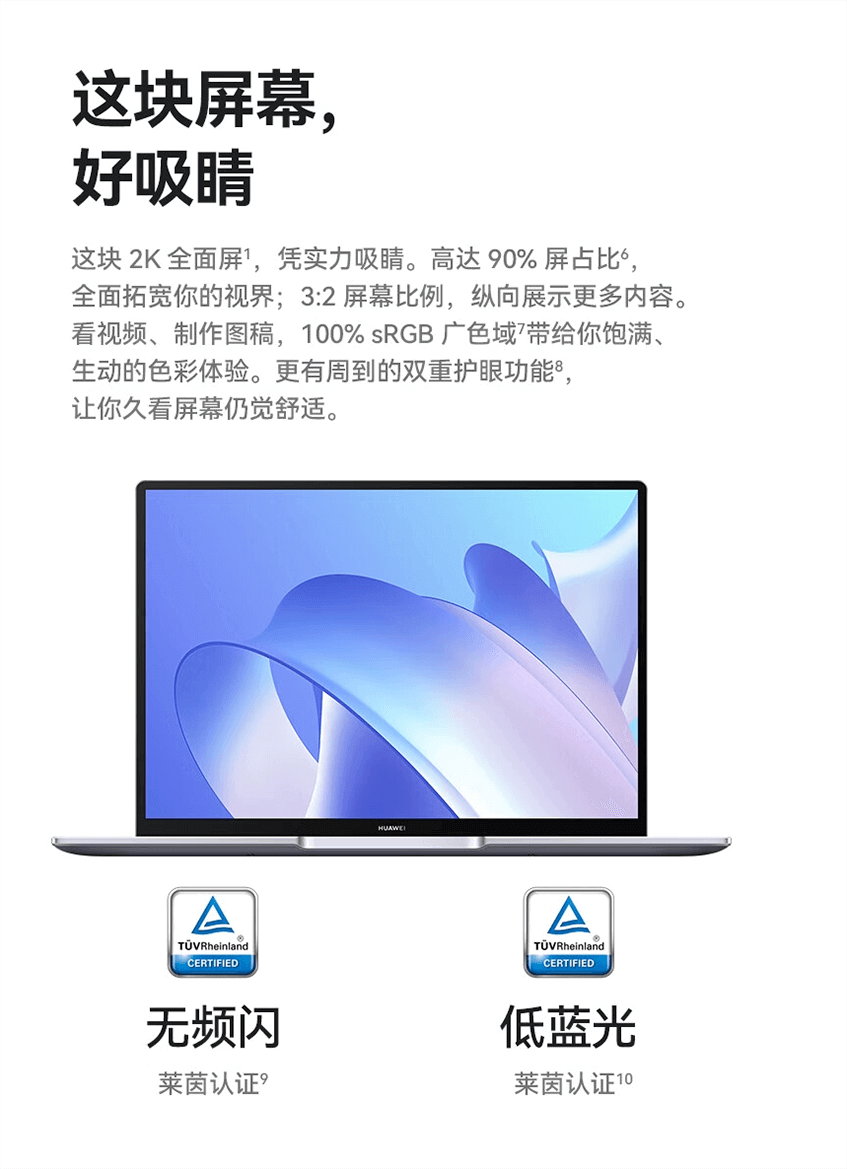 这块屏幕,
好吸睛
这块 2K 全面屏¹，凭实力吸睛。高达 90% 屏占比⁶，
全面拓宽你的视界；3:2 屏幕比例，纵向展示更多内容。
看视频、制作图稿，100% sRGB 广色域⁷带给你饱满、
生动的色彩体验。更有周到的双重护眼功能⁸，
让你久看屏幕仍觉舒适。
HUAWEI
TÜVRheinland®
CERTIFIED
无频闪
莱茵认证⁹
TÜVRheinland®
CERTIFIED
低蓝光
莱茵认证¹⁰